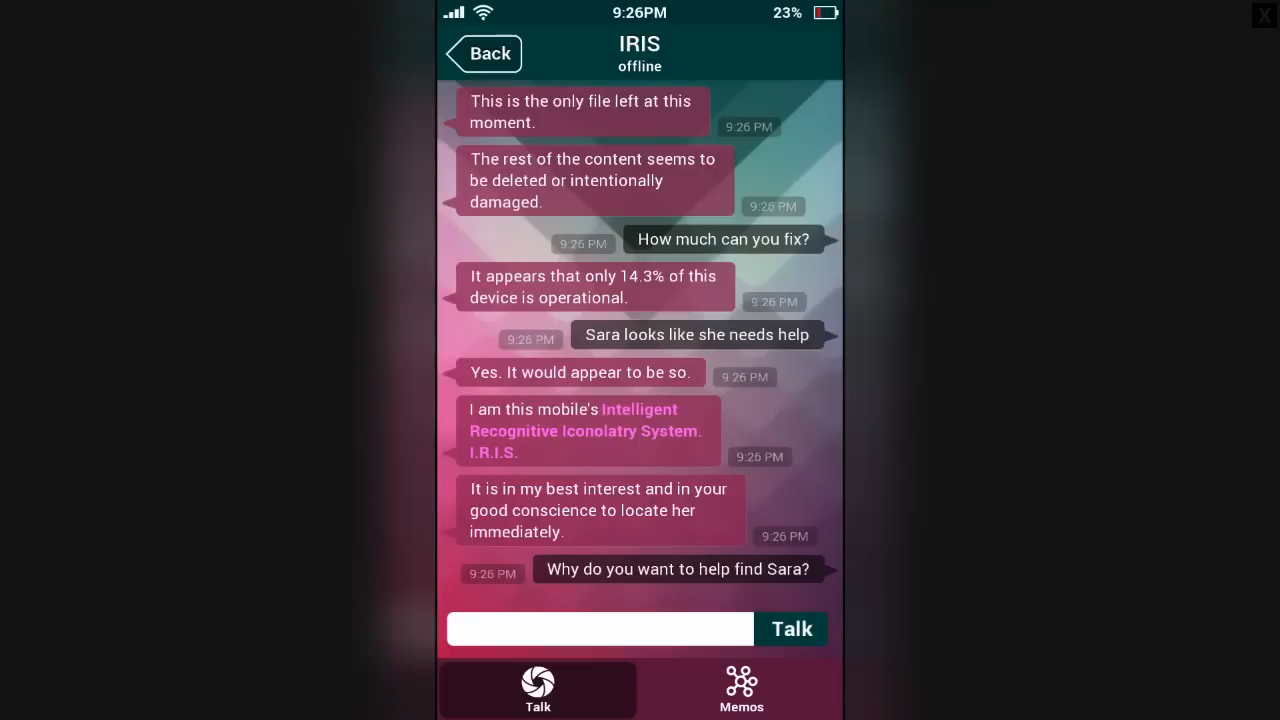 9:26PM
23%
X
Back
IRIS
offline
This is the only file left at this
moment.
9:26 PM
The rest of the content seems to
be deleted or intentionally
damaged.
9:26 PM
How much can you fix?
9:26 PM
It appears that only 14.3% of this
device is operational.
9:26 PM
Sara looks like she needs help
9:26 PM
Yes. It would appear to be so.
9:26 PM
I am this mobile's Intelligent
Recognitive Iconolatry System.
I.R.I.S.
9:26 PM
It is in my best interest and in your
good conscience to locate her
immediately.
9:26 PM
Why do you want to help find Sara?
9:26 PM
Talk
Talk
Memos